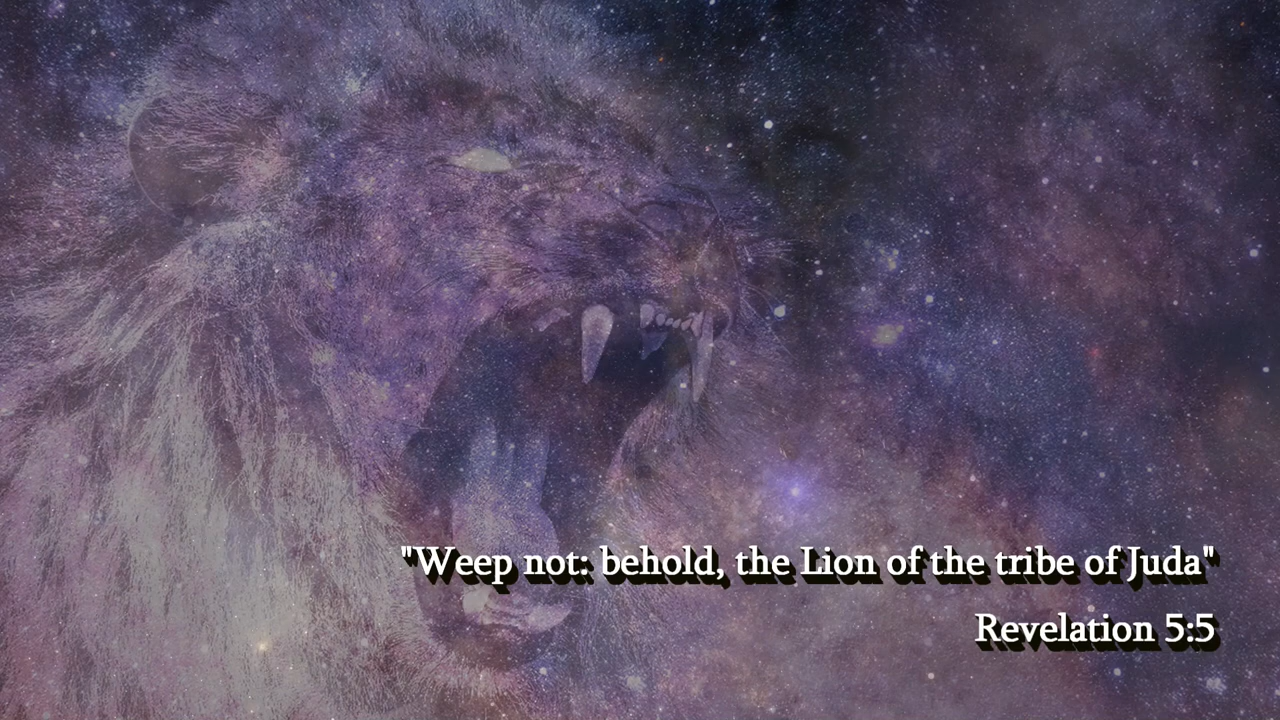 "Weep not: behold, the Lion of the tribe of Juda"
Revelation 5:5